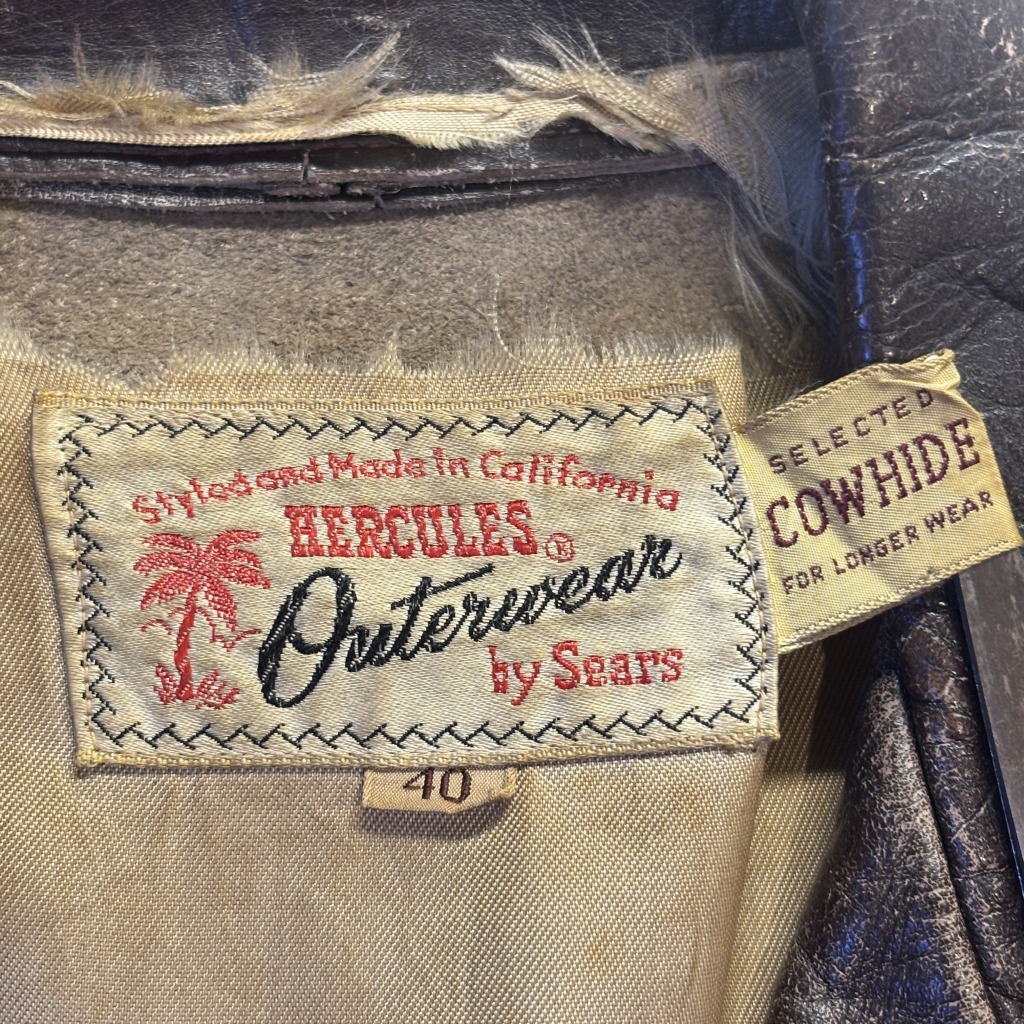 Styled and Made in California
HERCULES ®
Outerwear
by Sears
40
SELECTED
COWHIDE
FOR LONGER WEAR